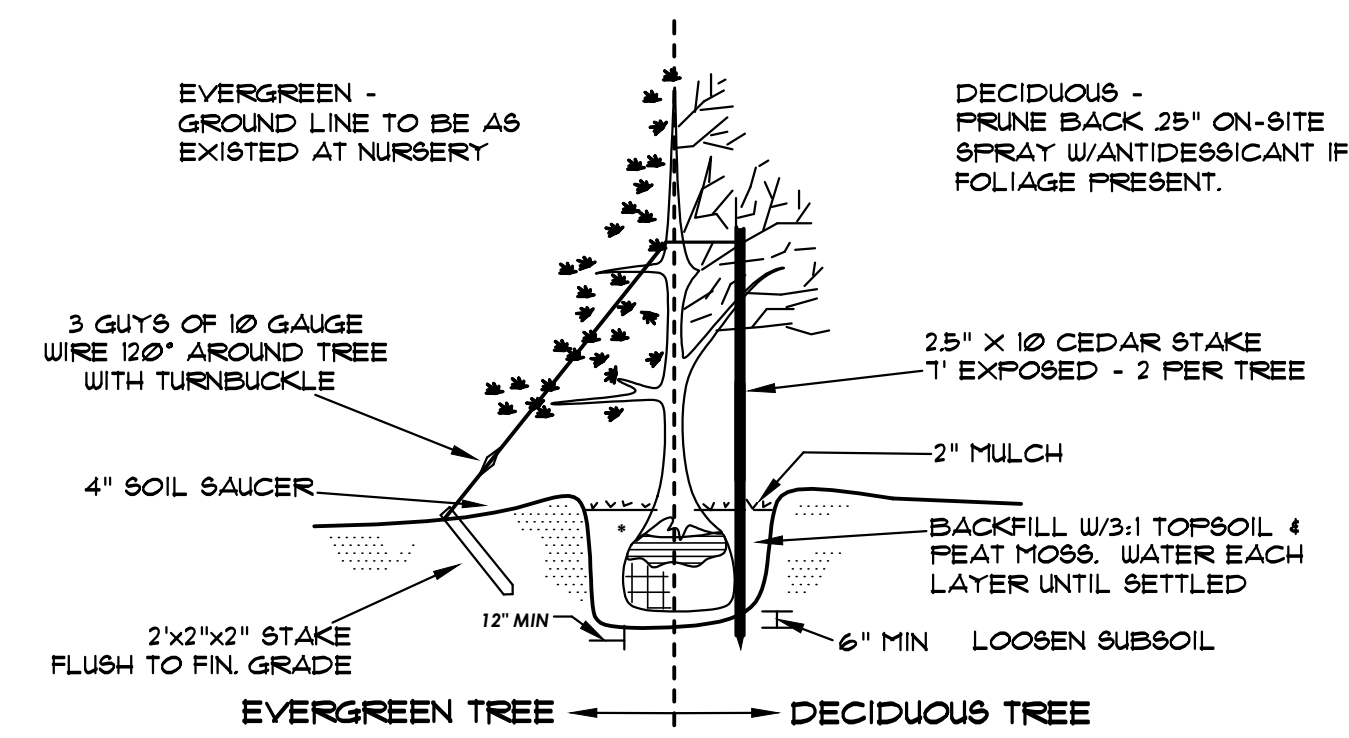 EVERGREEN -
GROUND LINE TO BE AS
EXISTED AT NURSERY
DECIDUOUS -
PRUNE BACK .25" ON-SITE
SPRAY W/ANTIDESSICANT IF
FOLIAGE PRESENT.
3 GUYS OF 10 GAUGE
WIRE 120° AROUND TREE
WITH TURNBUCKLE
2.5" X 10 CEDAR STAKE
7' EXPOSED - 2 PER TREE
2" MULCH
4" SOIL SAUCER
*
BACKFILL W/3:1 TOPSOIL &
PEAT MOSS. WATER EACH
LAYER UNTIL SETTLED
12" MIN
2'x2"x2" STAKE
FLUSH TO FIN. GRADE
6" MIN LOOSEN SUBSOIL
EVERGREEN TREE
DECIDUOUS TREE